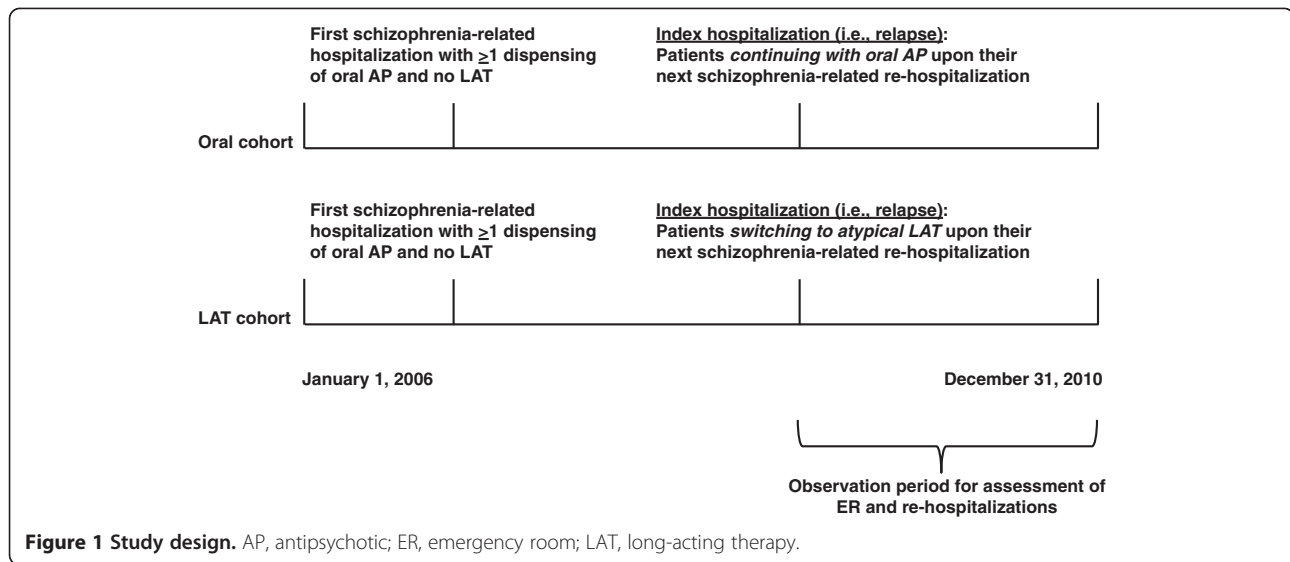 First schizophrenia-related
hospitalization with ≥1 dispensing
of oral AP and no LAT
Index hospitalization (i.e., relapse):
Patients continuing with oral AP upon their
next schizophrenia-related re-hospitalization
Oral cohort
First schizophrenia-related
hospitalization with ≥1 dispensing
of oral AP and no LAT
Index hospitalization (i.e., relapse):
Patients switching to atypical LAT upon their
next schizophrenia-related re-hospitalization
LAT cohort
January 1, 2006
December 31, 2010
Observation period for assessment of
ER and re-hospitalizations
Figure 1 Study design. AP, antipsychotic; ER, emergency room; LAT, long-acting therapy.